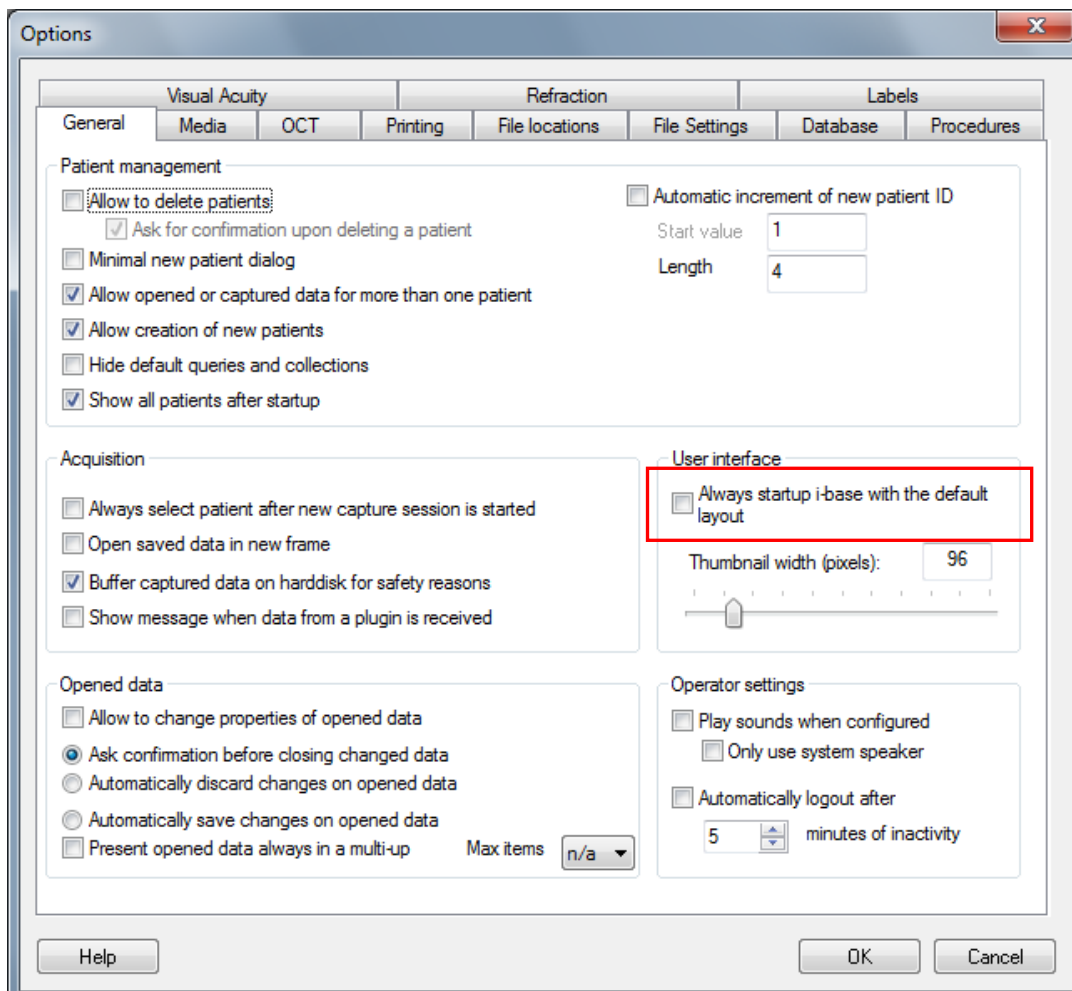 Options
Visual Acuity
Refraction
Labels
General
Media
OCT
Printing
File locations
File Settings
Database
Procedures
Patient management
Allow to delete patients
Ask for confirmation upon deleting a patient
Minimal new patient dialog
Allow opened or captured data for more than one patient
Allow creation of new patients
Hide default queries and collections
Show all patients after startup
Automatic increment of new patient ID
Start value 1
Length 4
Acquisition
Always select patient after new capture session is started
Open saved data in new frame
Buffer captured data on harddisk for safety reasons
Show message when data from a plugin is received
User interface
Always startup i-base with the default
layout
Thumbnail width (pixels): 96
Opened data
Allow to change properties of opened data
Ask confirmation before closing changed data
Automatically discard changes on opened data
Automatically save changes on opened data
Present opened data always in a multi-up Max items n/a
Operator settings
Play sounds when configured
Only use system speaker
Automatically logout after
5 minutes of inactivity
Help
OK
Cancel